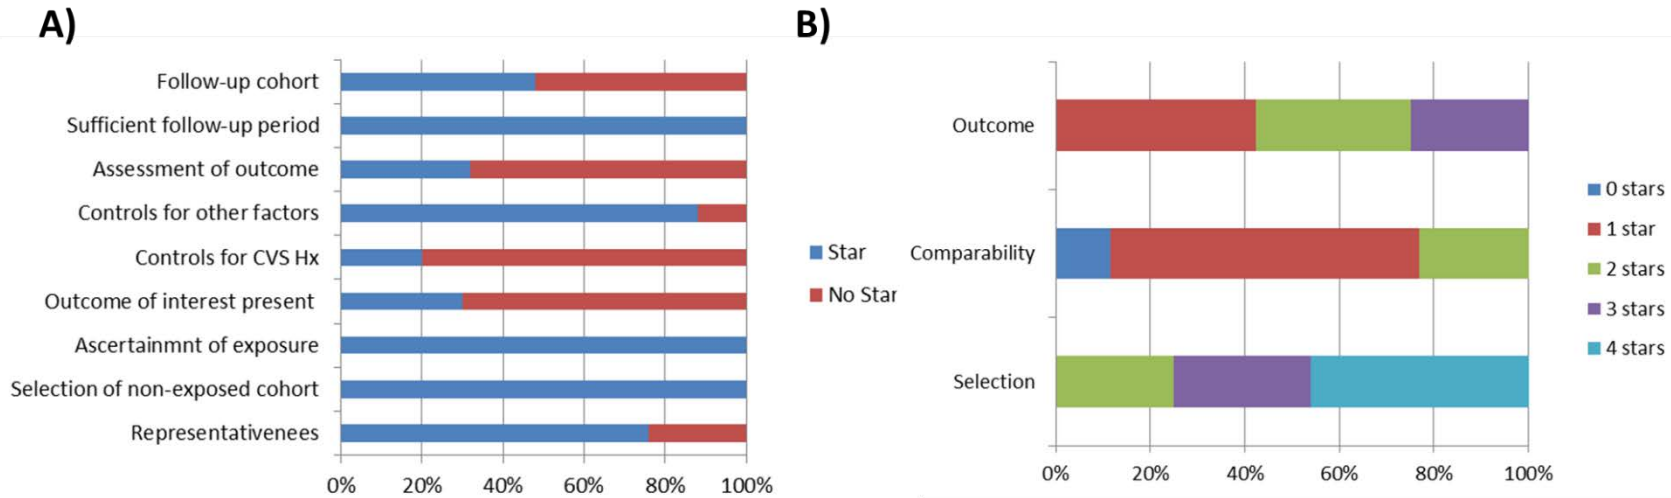 A)
Follow-up cohort
Sufficient follow-up period
Assessment of outcome
Controls for other factors
Controls for CVS Hx
Outcome of interest present
Ascertainmnt of exposure
Selection of non-exposed cohort
Representativenees
0% 20% 40% 60% 80% 100%
Star
No Star
B)
Outcome
Comparability
Selection
0% 20% 40% 60% 80% 100%
0 stars
1 star
2 stars
3 stars
4 stars